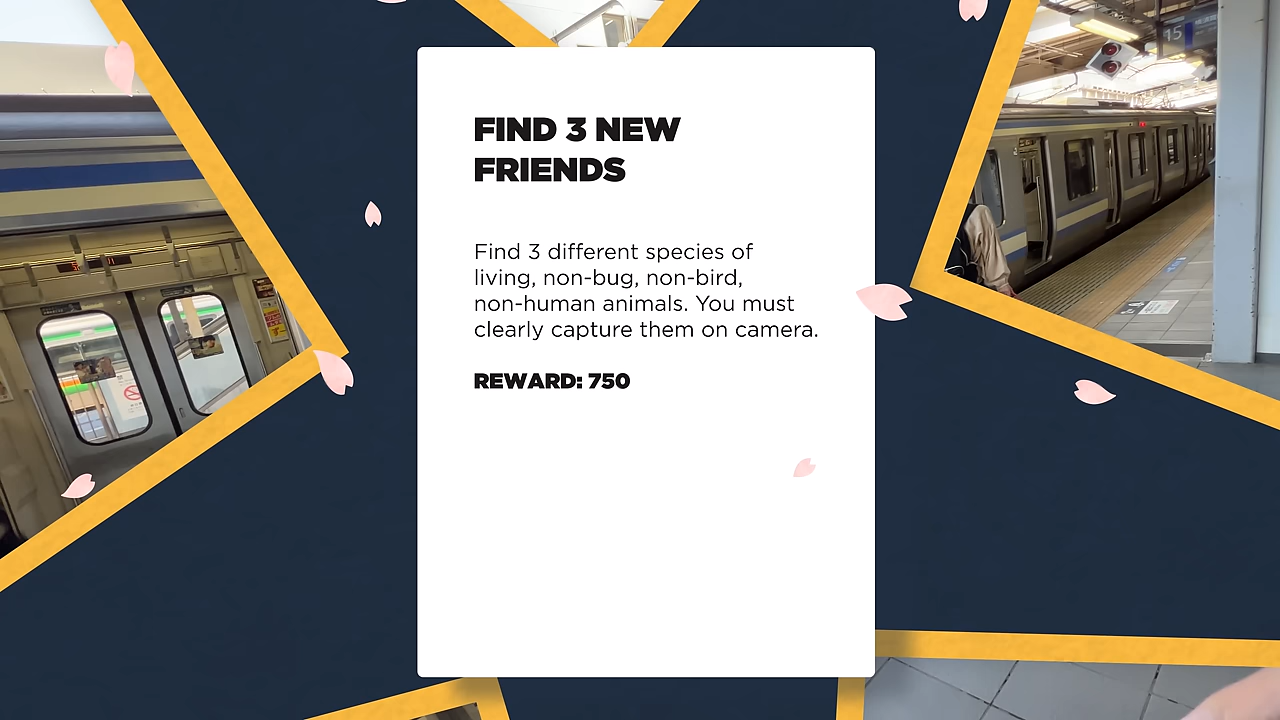 FIND 3 NEW
FRIENDS
Find 3 different species of
living, non-bug, non-bird,
non-human animals. You must
clearly capture them on camera.
REWARD: 750
15